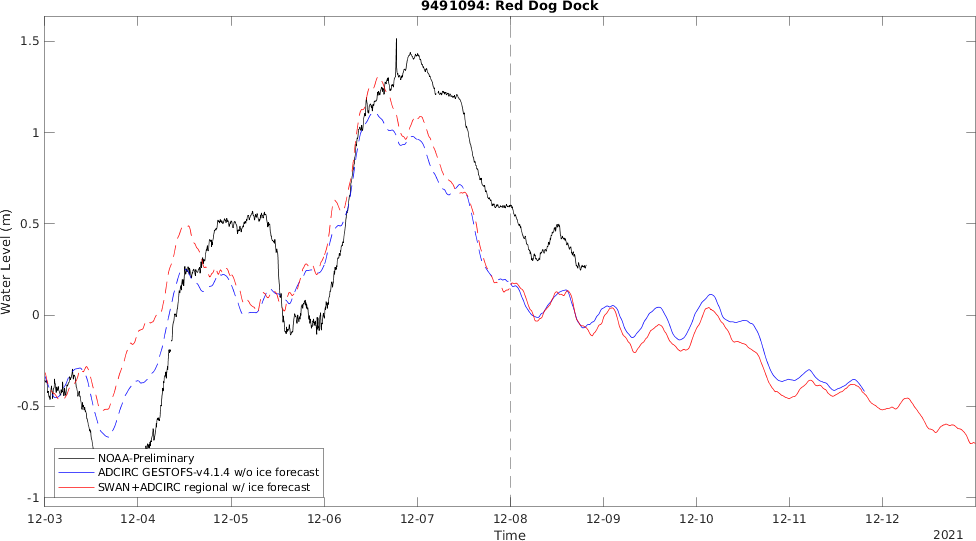 9491094: Red Dog Dock
Water Level (m)
1.5
1
0.5
0
-0.5
-1
NOAA-Preliminary
ADCIRC GESTOFS-v4.1.4 w/o ice forecast
SWAN+ADCIRC regional w/ ice forecast
12-03 12-04 12-05 12-06 12-07 12-08 12-09 12-10 12-11 12-12
Time
2021